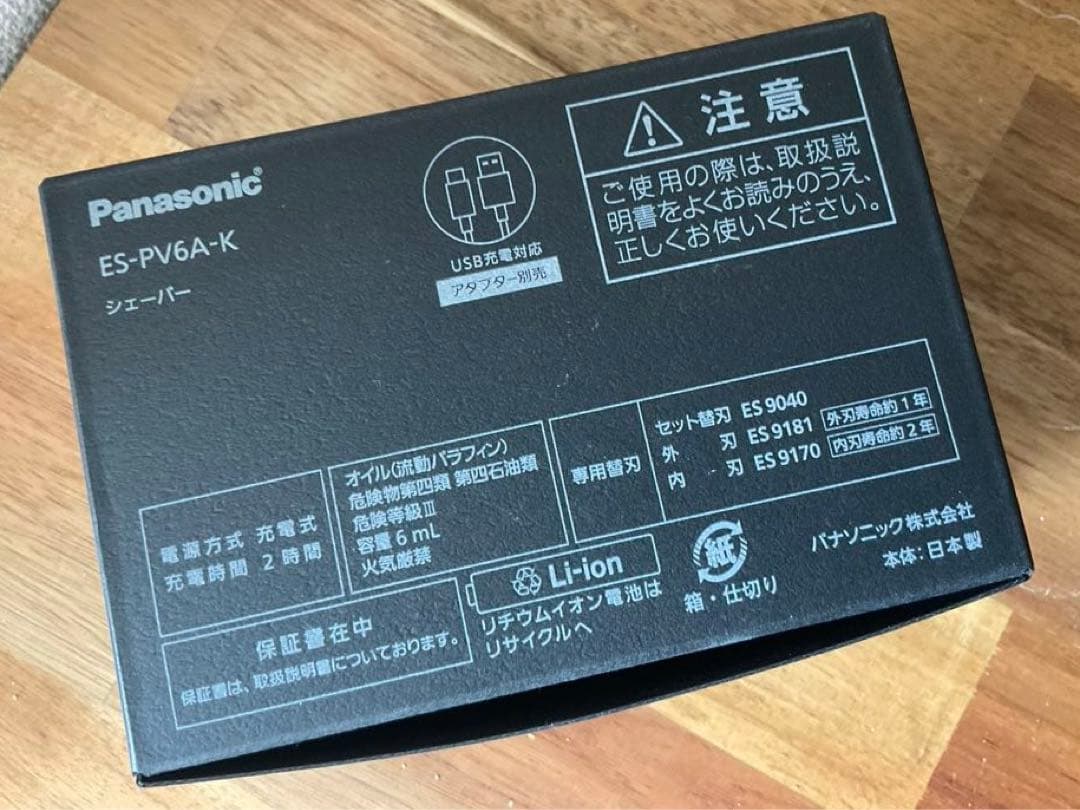 Panasonic®
ES-PV6A-K
シェーバー
USB充電対応
アダプター別売
注意
ご使用の際は、取扱説
明書をよくお読みのうえ、
正しくお使いください。
電源方式 充電式
充電時間 2時間
オイル(流動パラフィン)
危険物第四類 第四石油類
危険等級Ⅲ
容量6mL
火気厳禁
専用替刃
セット替刃 ES9040
外 刃 ES9181 外刃寿命約1年
内 刃 ES9170 内刃寿命約2年
保証書在中
保証書は、取扱説明書についております。
Li-ion
リチウムイオン電池は
リサイクルへ
紙
箱・仕切り
パナソニック株式会社
本体:日本製